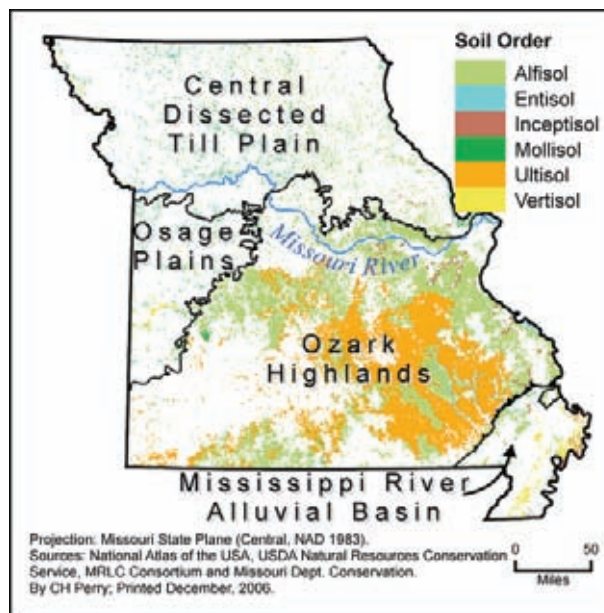 Soil Order
Alfisol
Entisol
Inceptisol
Mollisol
Ultisol
Vertisol
Central
Dissected
Till Plain
Osage
Plains
Missouri River
Ozark
Highlands
Mississippi River
Alluvial Basin
Projection: Missouri State Plane (Central, NAD 1983).
Sources: National Atlas of the USA, USDA Natural Resources Conservation
Service, MRLC Consortium and Missouri Dept. Conservation.
By CH Perry; Printed December, 2006.
0 50
Miles